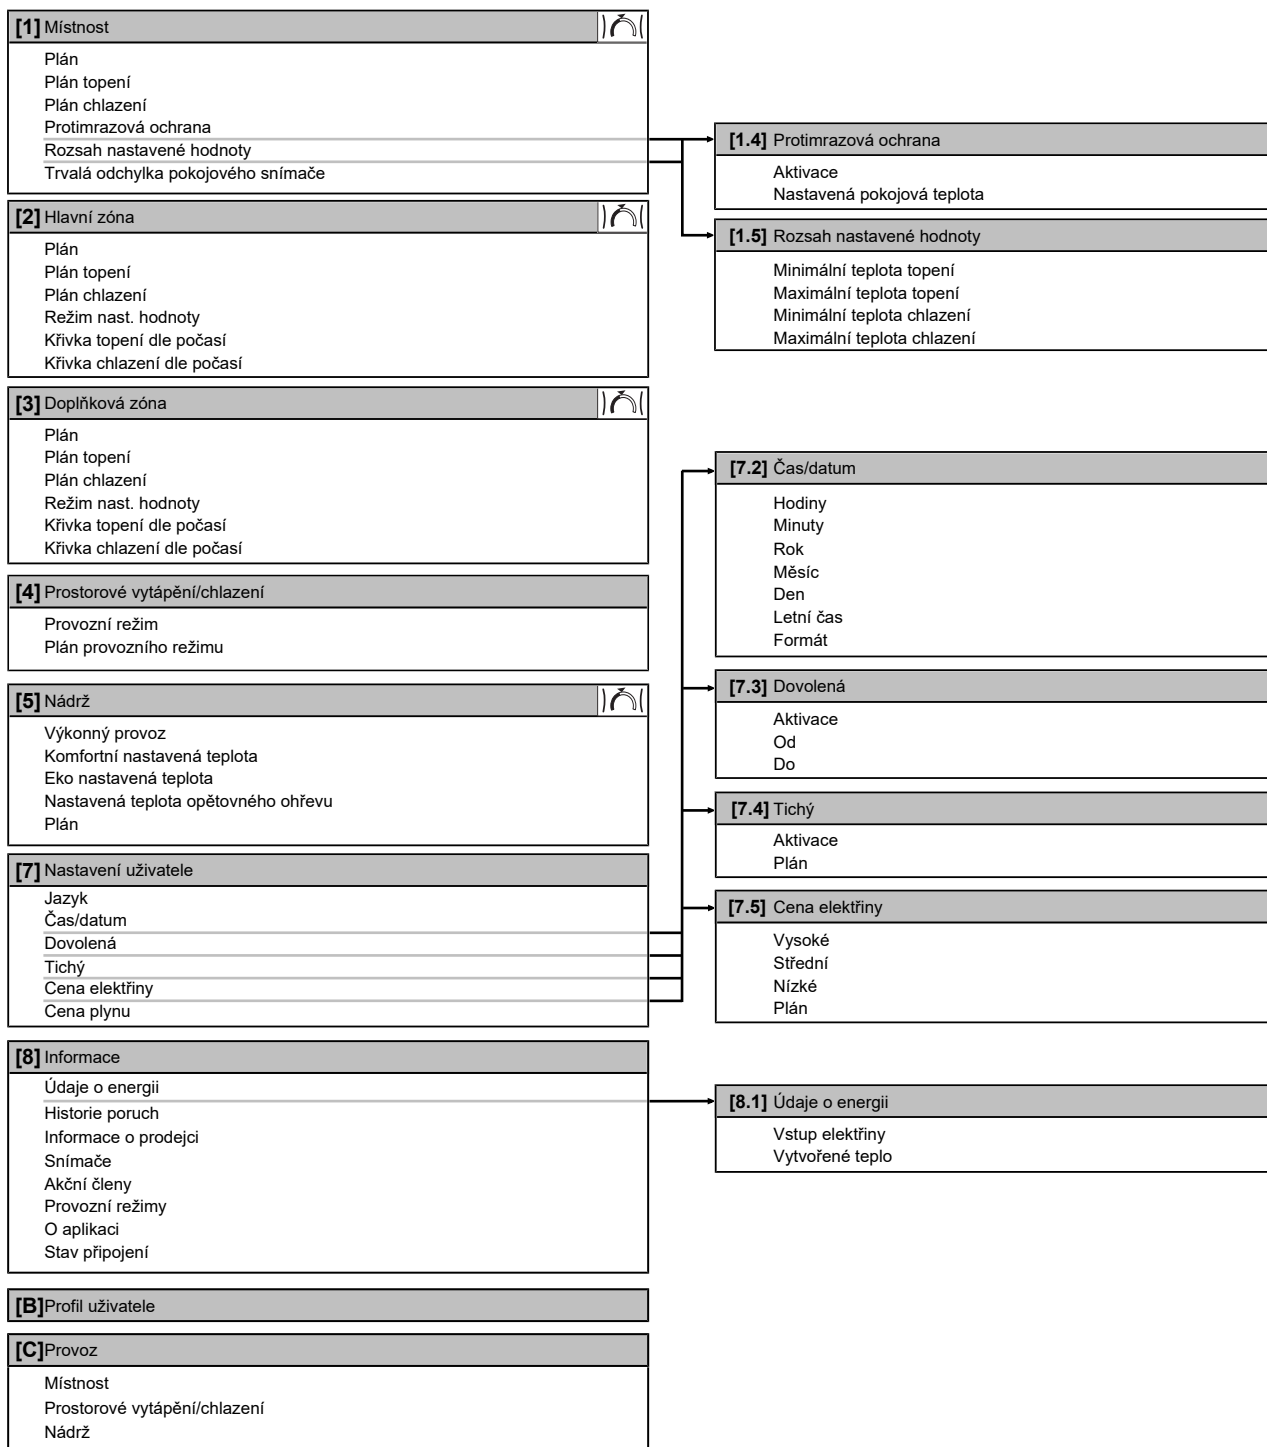 [1] Místnost
Plán
Plán topení
Plán chlazení
Protimrazová ochrana
Rozsah nastavené hodnoty
Trvalá odchylka pokojového snímače
[1.4] Protimrazová ochrana
Aktivace
Nastavená pokojová teplota
[2] Hlavní zóna
Plán
Plán topení
Plán chlazení
Režim nast. hodnoty
Křivka topení dle počasí
Křivka chlazení dle počasí
[1.5] Rozsah nastavené hodnoty
Minimální teplota topení
Maximální teplota topení
Minimální teplota chlazení
Maximální teplota chlazení
[3] Doplňková zóna
Plán
Plán topení
Plán chlazení
Režim nast. hodnoty
Křivka topení dle počasí
Křivka chlazení dle počasí
[4] Prostorové vytápění/chlazení
Provozní režim
Plán provozního režimu
[7.2] Čas/datum
Hodiny
Minuty
Rok
Měsíc
Den
Letní čas
Formát
[5] Nádrž
Výkonný provoz
Komfortní nastavená teplota
Eko nastavená teplota
Nastavená teplota opětovného ohřevu
Plán
[7.3] Dovolená
Aktivace
Od
Do
[7.4] Tichý
Aktivace
Plán
[7] Nastavení uživatele
Jazyk
Čas/datum
Dovolená
Tichý
Cena elektřiny
Cena plynu
[7.5] Cena elektřiny
Vysoké
Střední
Nízké
Plán
[8] Informace
Údaje o energii
Historie poruch
Informace o prodejci
Snímače
Akční členy
Provozní režimy
O aplikaci
Stav připojení
[8.1] Údaje o energii
Vstup elektřiny
Vytvořené teplo
[B] Profil uživatele
[C] Provoz
Místnost
Prostorové vytápění/chlazení
Nádrž